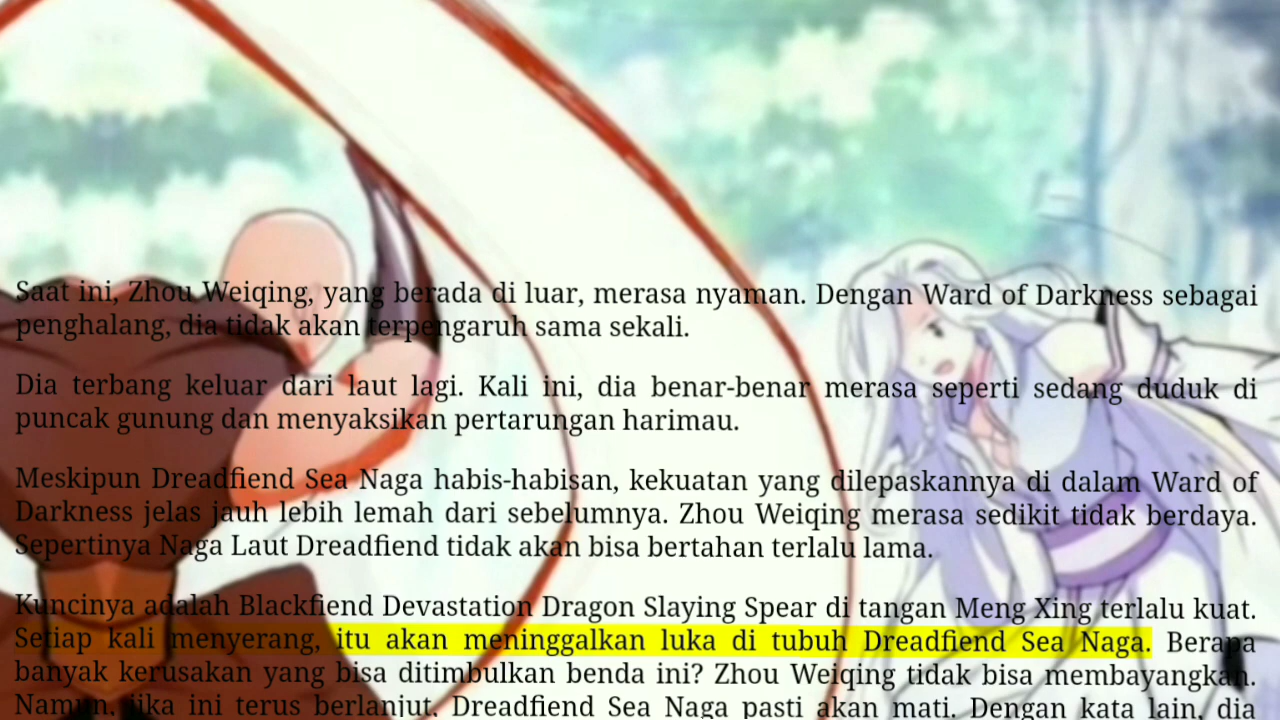 Saat ini, Zhou Weiqing, yang berada di luar, merasa nyaman. Dengan Ward of Darkness sebagai
penghalang, dia tidak akan terpengaruh sama sekali.
Dia terbang keluar dari laut lagi. Kali ini, dia benar-benar merasa seperti sedang duduk di
puncak gunung dan menyaksikan pertarungan harimau.
Meskipun Dreadfiend Sea Naga habis-habisan, kekuatan yang dilepaskannya di dalam Ward of
Darkness jelas jauh lebih lemah dari sebelumnya. Zhou Weiqing merasa sedikit tidak berdaya.
Sepertinya Naga Laut Dreadfiend tidak akan bisa bertahan terlalu lama.
Kuncinya adalah Blackfiend Devastation Dragon Slaying Spear di tangan Meng Xing terlalu kuat.
Setiap kali menyerang, itu akan meninggalkan luka di tubuh Dreadfiend Sea Naga. Berapa
banyak kerusakan yang bisa ditimbulkan benda ini? Zhou Weiqing tidak bisa membayangkan.
Namun, jika ini terus berlanjut, Dreadfiend Sea Naga pasti akan mati. Dengan kata lain, dia